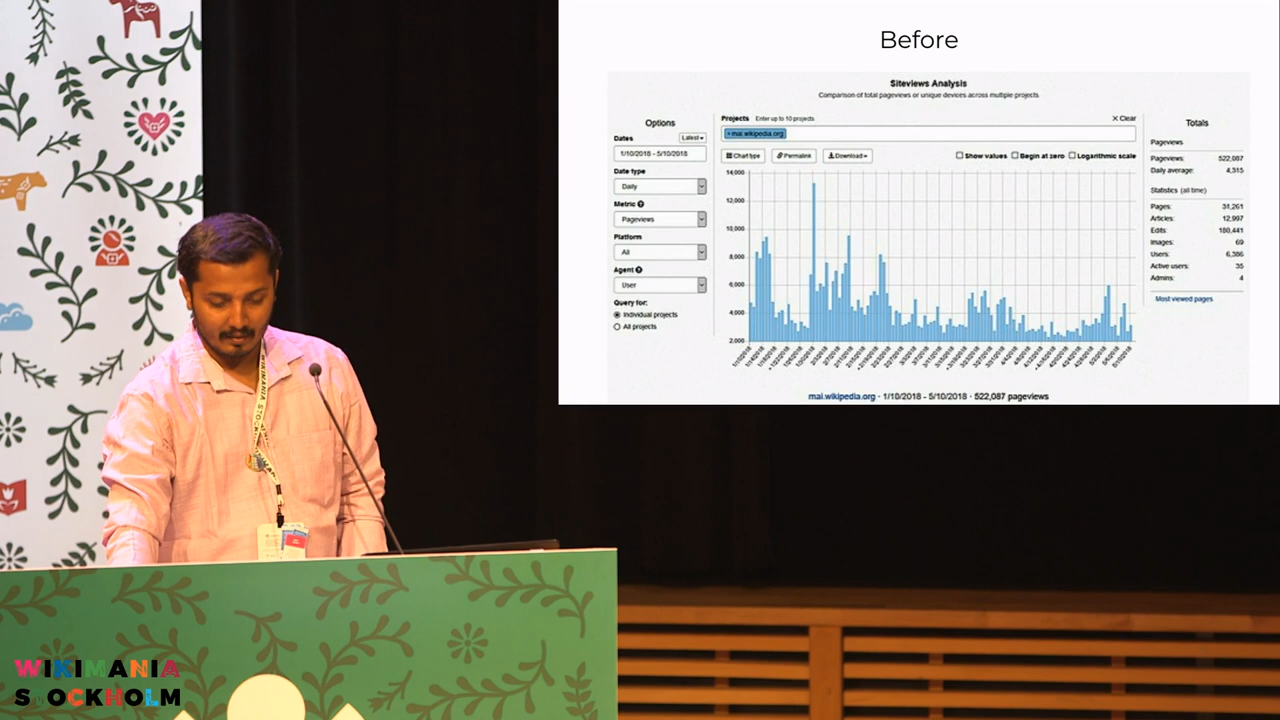 Before
Siteviews Analysis
Comparison of total pageviews or unique devices across multiple projects
Options
Dates
Latest
1/10/2018 - 5/10/2018
Date type
Daily
Metric
Pageviews
Platform
All
Agent
User
Query for:
Individual projects
All projects
Projects Enter up to 10 projects
× Clear
× mai.wikipedia.org
Chart type
Permalink
Download
Show values
Begin at zero
Logarithmic scale
14,000
12,000
10,000
8,000
6,000
4,000
2,000
mai.wikipedia.org · 1/10/2018 - 5/10/2018 · 522,087 pageviews
Totals
Pageviews
Pageviews: 522,087
Daily average: 4,315
Statistics (all time)
Pages: 31,261
Articles: 12,997
Edits: 180,441
Images: 69
Users: 6,386
Active users: 35
Admins: 4
Most viewed pages
WIKIMANIA
STOCKHOLM